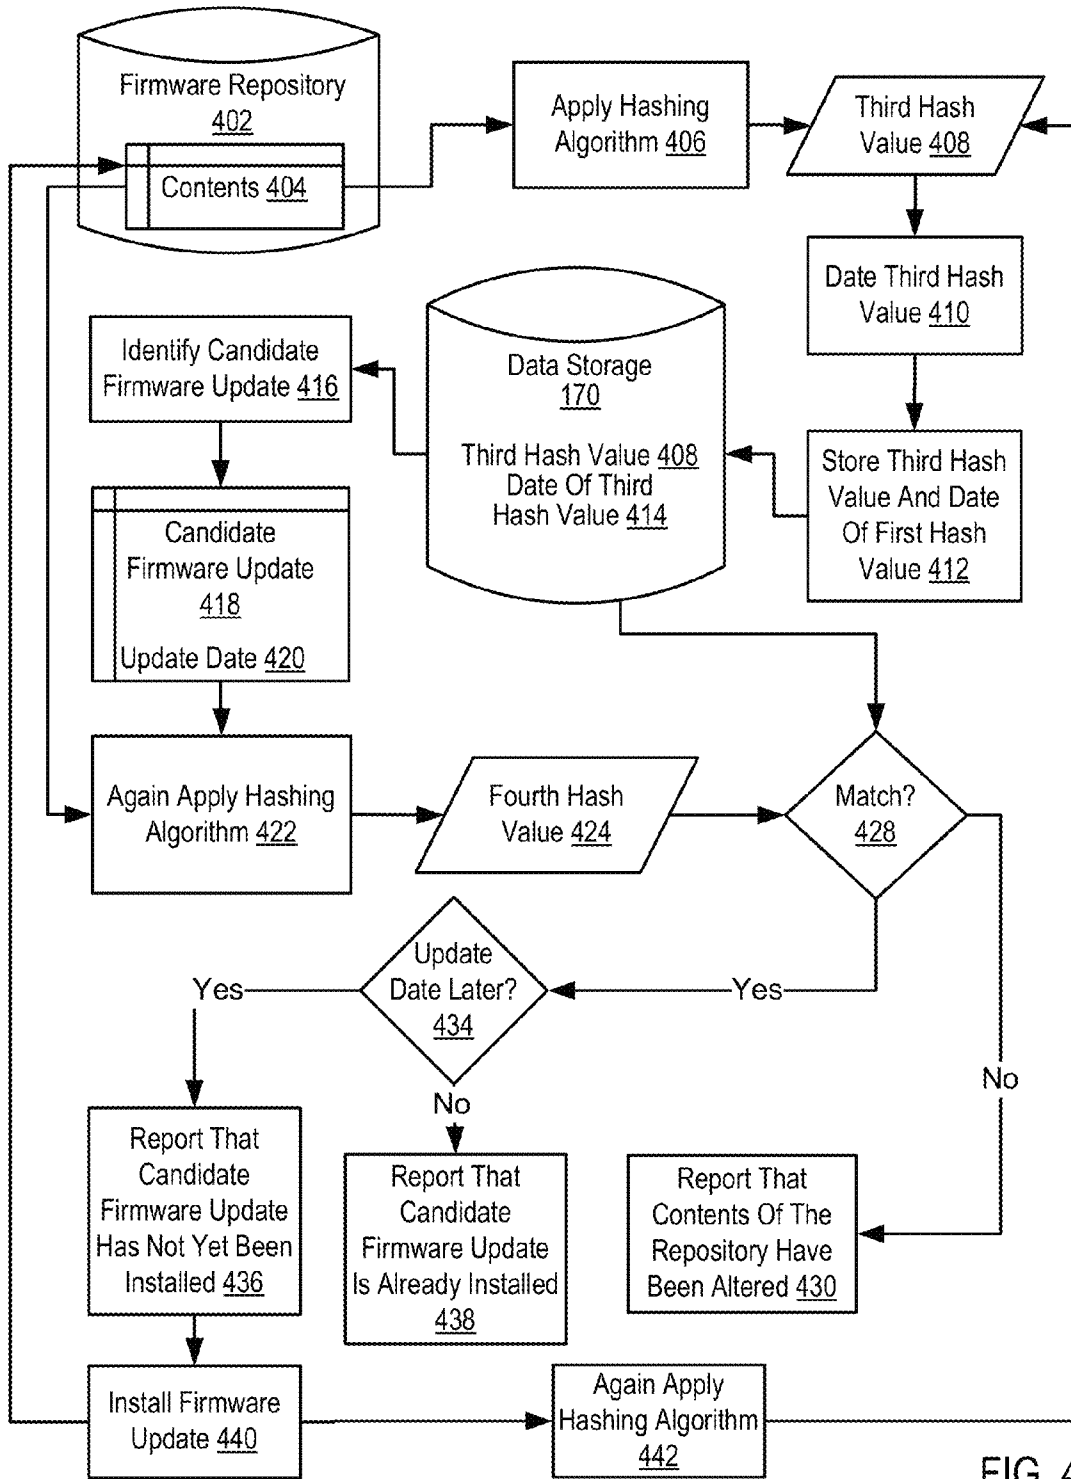 Firmware Repository
402
Contents 404
Apply Hashing
Algorithm 406
Third Hash
Value 408
Date Third Hash
Value 410
Identify Candidate
Firmware Update 416
Data Storage
170
Third Hash Value 408
Date Of Third
Hash Value 414
Store Third Hash
Value And Date
Of First Hash
Value 412
Candidate
Firmware Update
418
Update Date 420
Again Apply Hashing
Algorithm 422
Fourth Hash
Value 424
Match?
428
Update
Date Later?
434
Yes
Yes
No
No
Report That
Candidate
Firmware Update
Has Not Yet Been
Installed 436
Report That
Candidate
Firmware Update
Is Already Installed
438
Report That
Contents Of The
Repository Have
Been Altered 430
Install Firmware
Update 440
Again Apply
Hashing Algorithm
442
FIG. 4